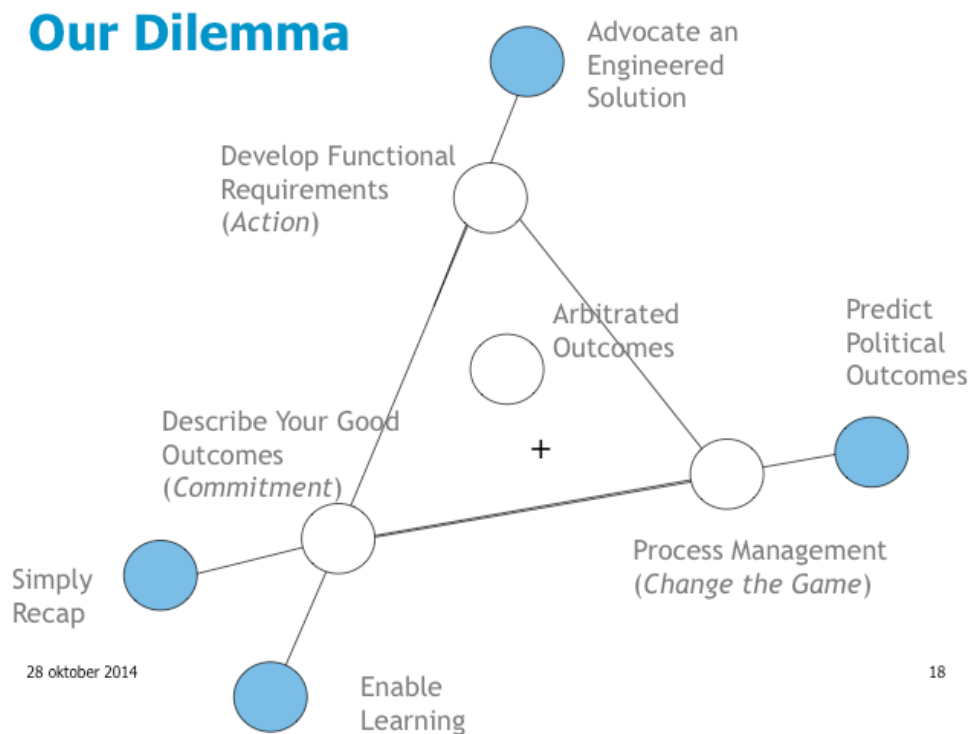 Our Dilemma
Advocate an
Engineered
Solution
Develop Functional
Requirements
(Action)
Arbitrated
Outcomes
Predict
Political
Outcomes
Describe Your Good
Outcomes
(Commitment)
+
Process Management
(Change the Game)
Simply
Recap
Enable
Learning
28 oktober 2014
18